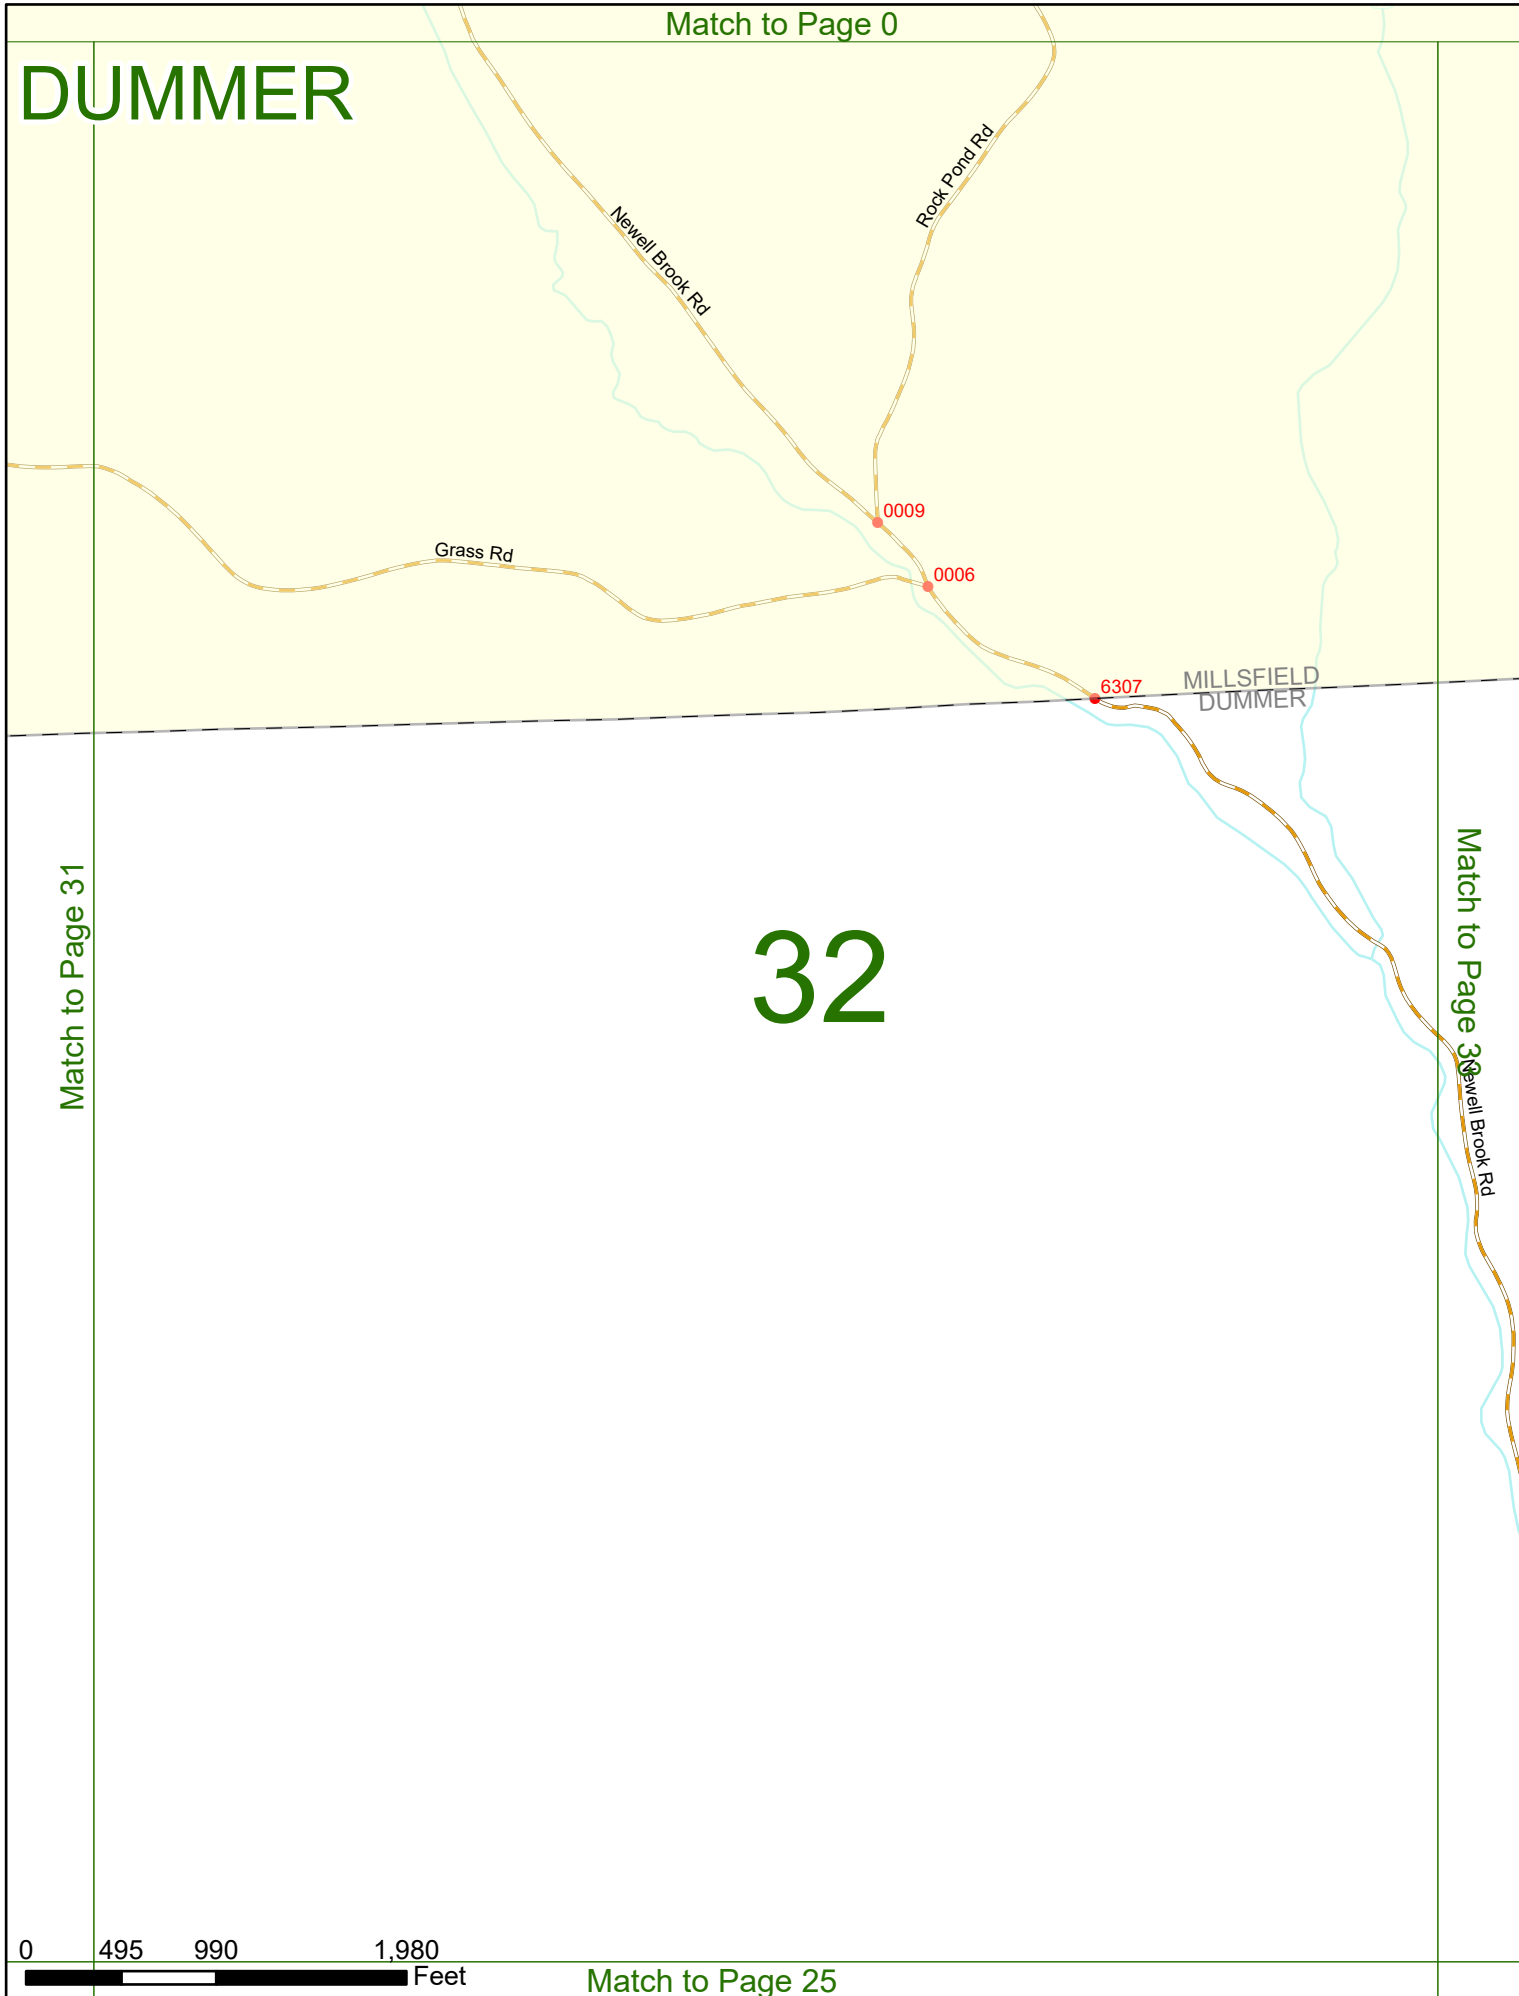 Match to Page 0
DUMMER
Rock Pond Rd
Newell Brook Rd
0009
Grass Rd
0006
6307
MILLSFIELD
DUMMER
Match to Page 31
32
Match to Page 33
Newell Brook Rd
0 495 990 1,980
Feet
Match to Page 25